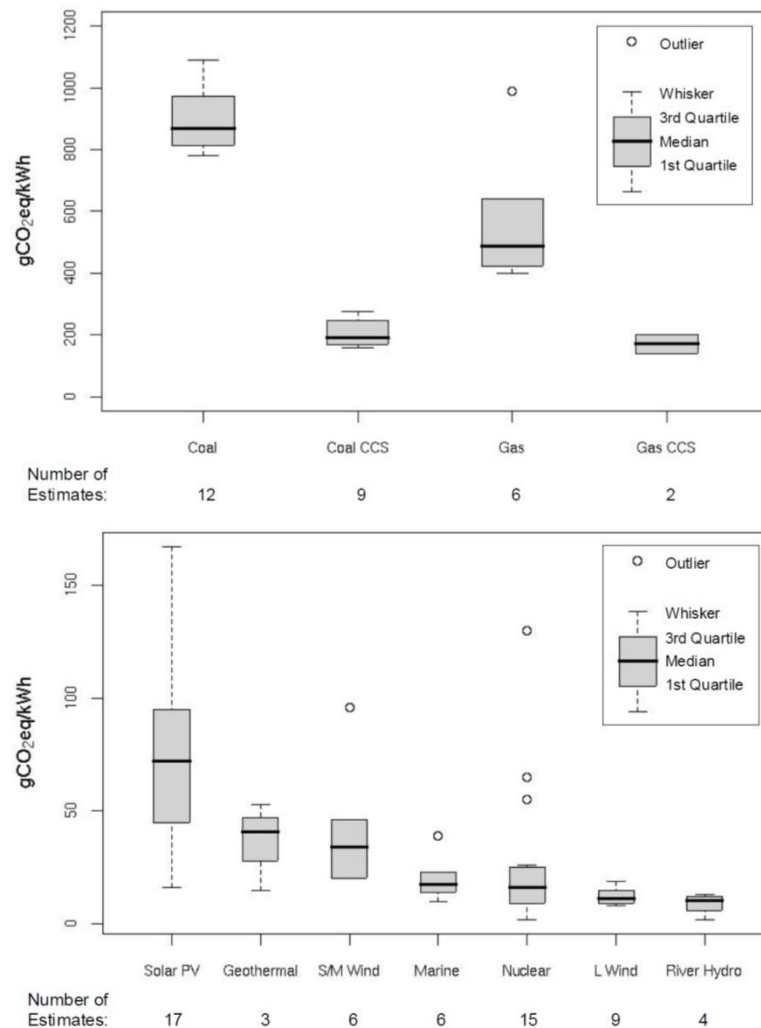 1200
1000
800
600
400
200
0
gCO₂eq/kWh
Outlier
Whisker
3rd Quartile
Median
1st Quartile
Coal Coal CCS Gas Gas CCS
Number of
Estimates: 12 9 6 2
150
100
50
0
gCO₂eq/kWh
Outlier
Whisker
3rd Quartile
Median
1st Quartile
Solar PV Geothermal S/M Wind Marine Nuclear L Wind River Hydro
Number of
Estimates: 17 3 6 6 15 9 4